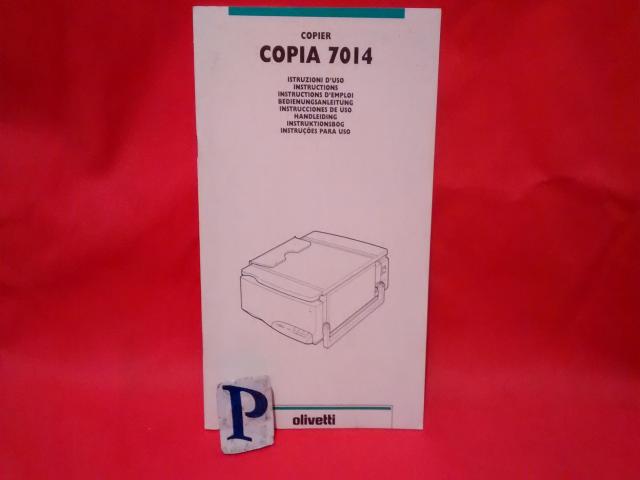 COPIER
COPIA 7014
ISTRUZIONI D'USO
INSTRUCTIONS
INSTRUCTIONS D'EMPLOI
BEDIENUNGSANLEITUNG
INSTRUCCIONES DE USO
HANDLEIDING
INSTRUKTIONSBOG
INSTRUÇÕES PARA USO
P
olivetti